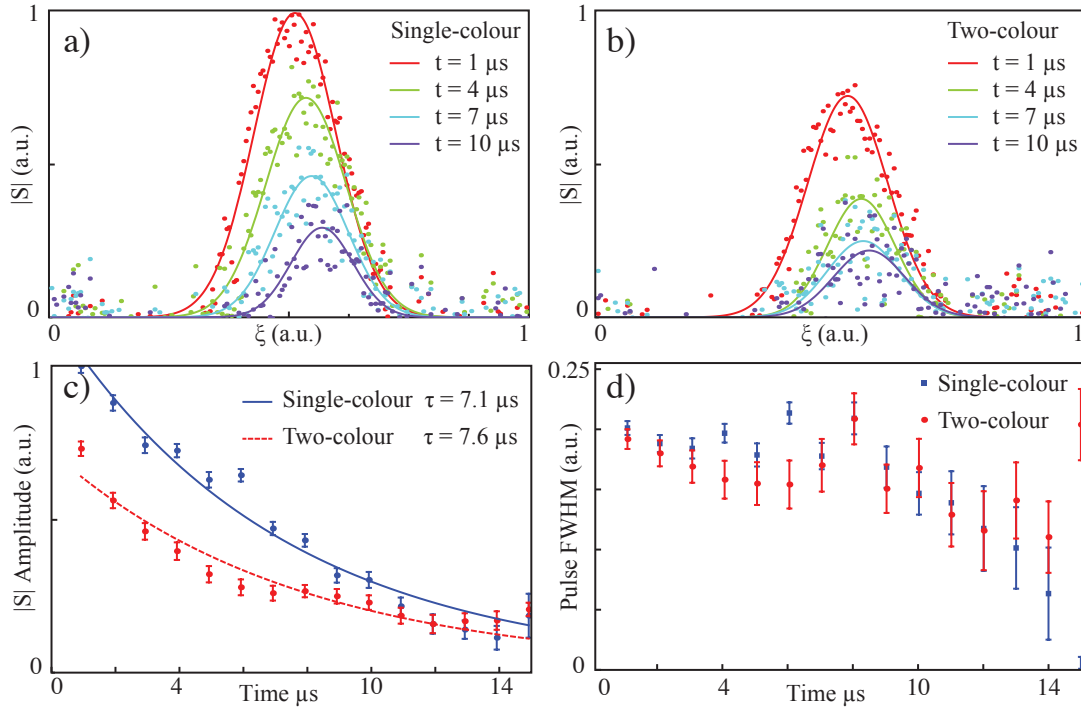 1
a)
Single-colour
t = 1 µs
t = 4 µs
t = 7 µs
t = 10 µs
|S| (a.u.)
0
0
ξ (a.u.)
1
1
b)
Two-colour
t = 1 µs
t = 4 µs
t = 7 µs
t = 10 µs
|S| (a.u.)
0
0
ξ (a.u.)
1
1
c)
Single-colour τ = 7.1 µs
Two-colour τ = 7.6 µs
|S| Amplitude (a.u.)
0
0
4
10
14
Time µs
0.25
d)
Single-colour
Two-colour
Pulse FWHM (a.u.)
0
0
4
10
14
Time µs